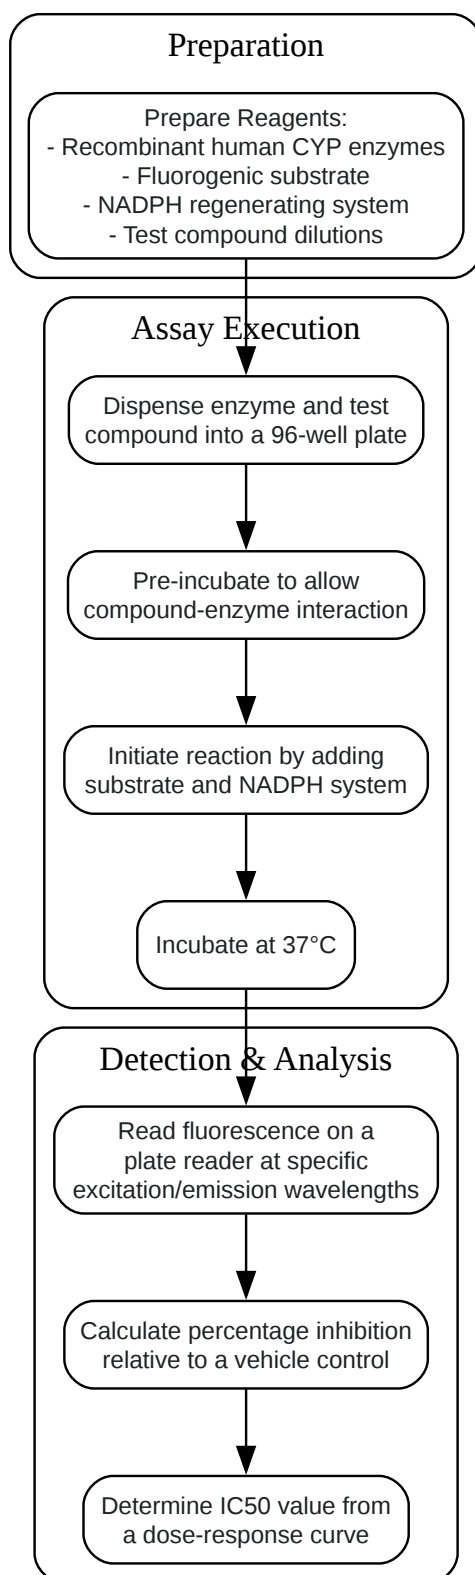 Preparation
Prepare Reagents:
- Recombinant human CYP enzymes
- Fluorogenic substrate
- NADPH regenerating system
- Test compound dilutions
Assay Execution
Dispense enzyme and test
compound into a 96-well plate
Pre-incubate to allow
compound-enzyme interaction
Initiate reaction by adding
substrate and NADPH system
Incubate at 37°C
Detection & Analysis
Read fluorescence on a
plate reader at specific
excitation/emission wavelengths
Calculate percentage inhibition
relative to a vehicle control
Determine IC50 value from
a dose-response curve